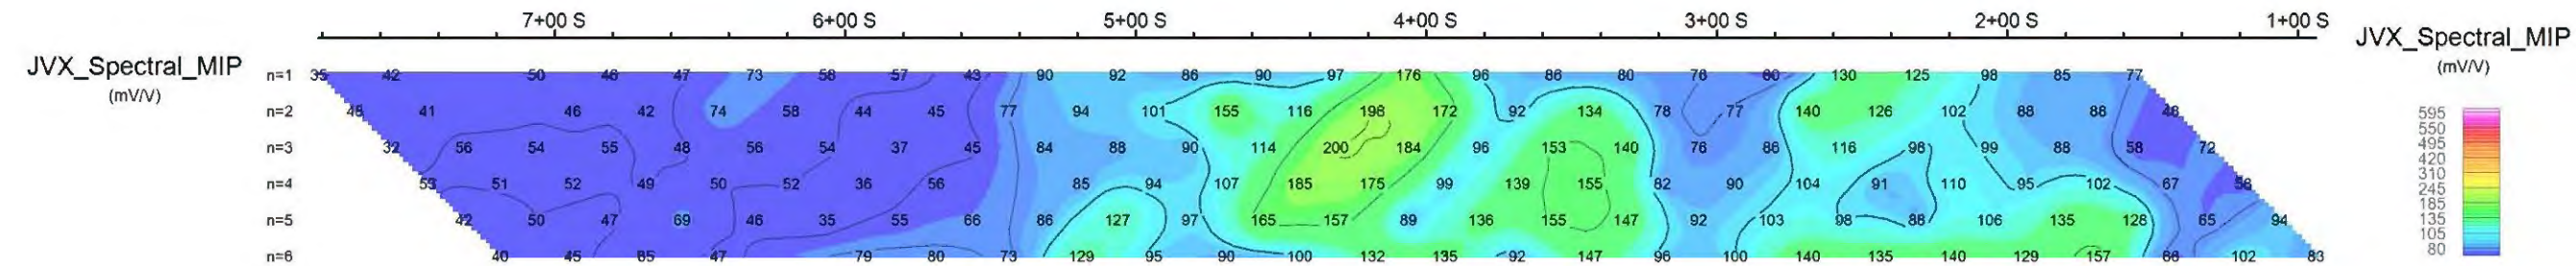 7+00 S 6+00 S 5+00 S 4+00 S 3+00 S 2+00 S 1+00 S
JVX_Spectral_MIP
(mV/V)
JVX_Spectral_MIP
(mV/V)
n=1 35 42 50 46 47 73 58 57 43 90 92 86 90 97 176 96 86 80 76 80 130 125 98 85 77
n=2 48 41 46 42 74 58 44 45 77 94 101 155 116 198 172 92 134 78 77 140 126 102 88 88 48
n=3 32 56 54 55 48 56 54 37 45 84 88 90 114 200 184 96 153 140 76 86 116 98 99 88 58 72
n=4 53 51 52 49 50 52 36 56 85 94 107 185 175 99 139 155 82 90 104 91 110 95 102 67 58
n=5 42 50 47 69 46 35 55 66 86 127 97 165 157 89 136 155 147 92 103 98 88 106 135 128 65 94
n=6 40 45 85 47 79 80 73 129 95 90 100 132 135 92 147 96 100 140 135 140 129 157 86 102 83
595
550
495
420
310
245
185
135
105
80